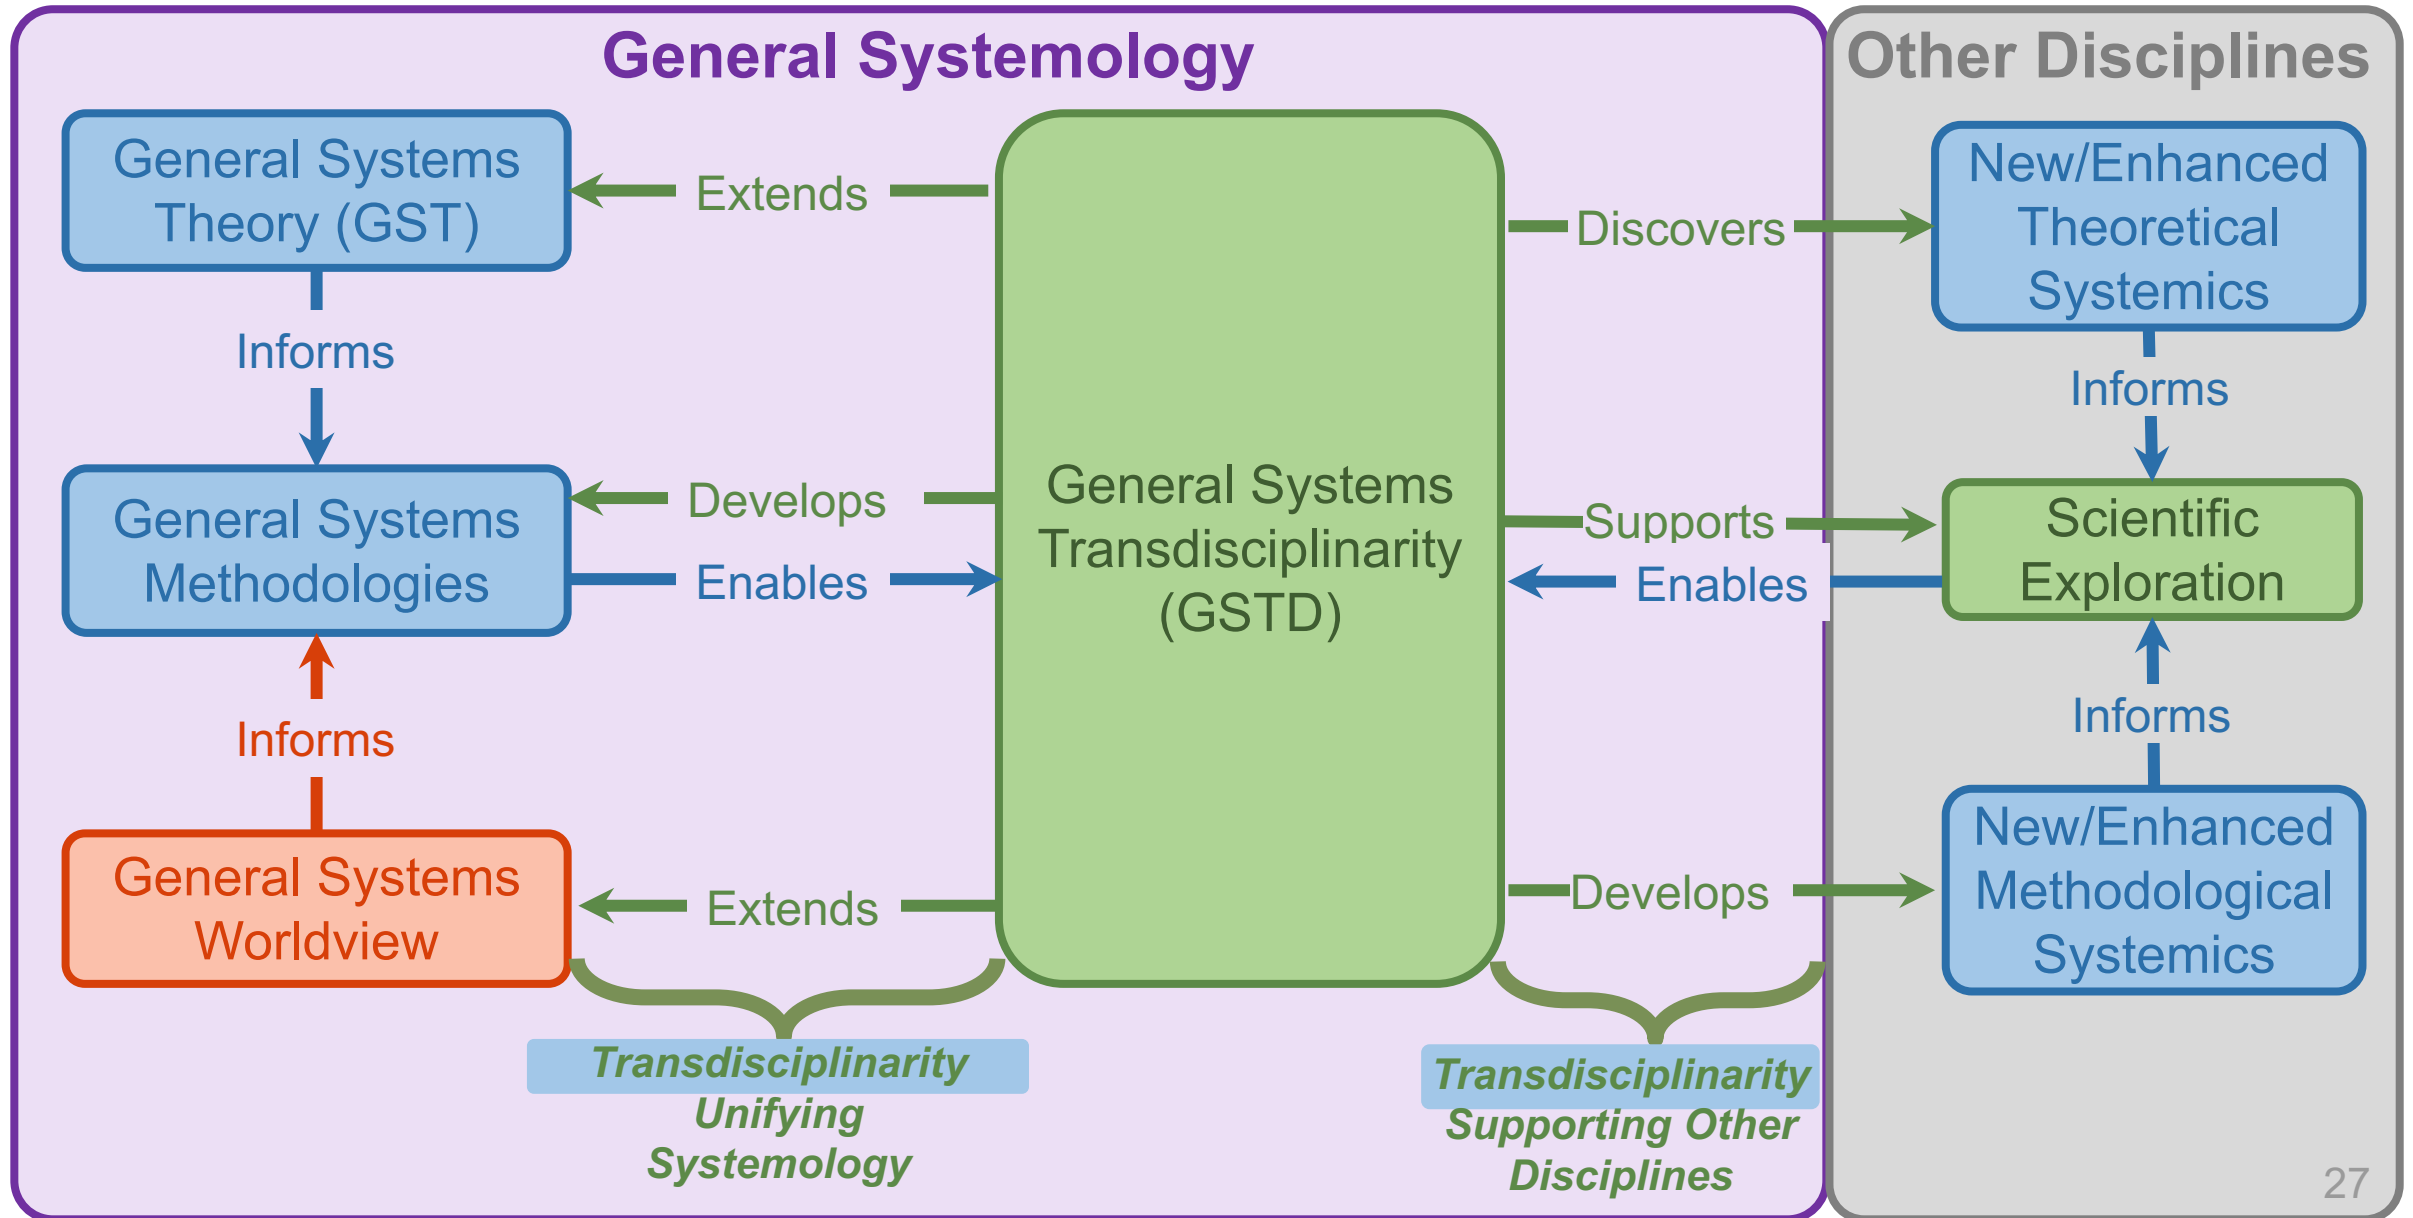 General Systemology
Other Disciplines
General Systems
Theory (GST)
Extends
Informs
General Systems
Methodologies
Develops
Enables
Informs
General Systems
Worldview
Extends
General Systems
Transdisciplinarity
(GSTD)
Discovers
Supports
Enables
Develops
New/Enhanced
Theoretical
Systemics
Informs
Scientific
Exploration
Informs
New/Enhanced
Methodological
Systemics
Transdisciplinarity
Unifying
Systemology
Transdisciplinarity
Supporting Other
Disciplines
27